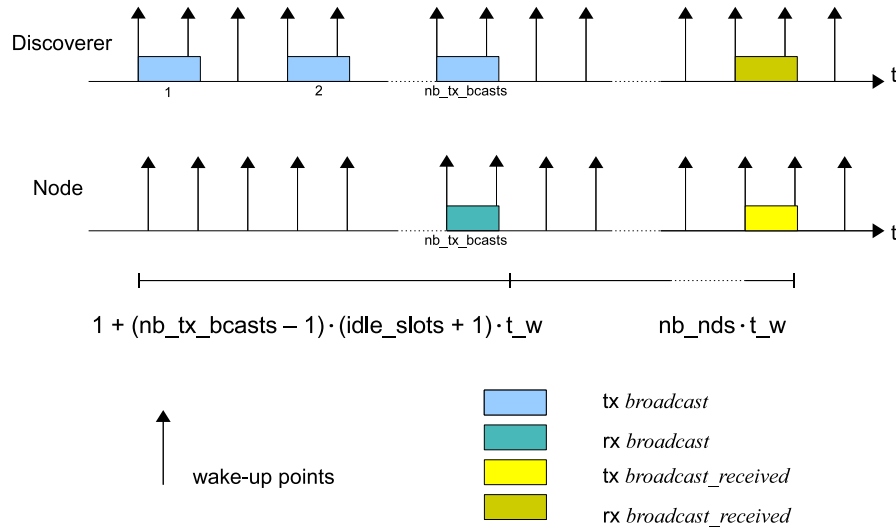 Discoverer
t
1
2
nb_tx_bcasts
Node
t
nb_tx_bcasts
1 + (nb_tx_bcasts – 1) · (idle_slots + 1) · t_w
nb_nds · t_w
wake-up points
tx broadcast
rx broadcast
tx broadcast_received
rx broadcast_received